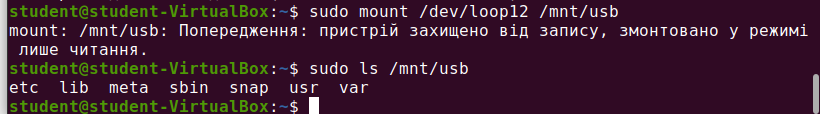 student@student-VirtualBox:~$ sudo mount /dev/loop12 /mnt/usb
mount: /mnt/usb: Попередження: пристрій захищено від запису, змонтовано у режимі
лише читання.
student@student-VirtualBox:~$ sudo ls /mnt/usb
etc  lib  meta  sbin  snap  usr  var
student@student-VirtualBox:~$